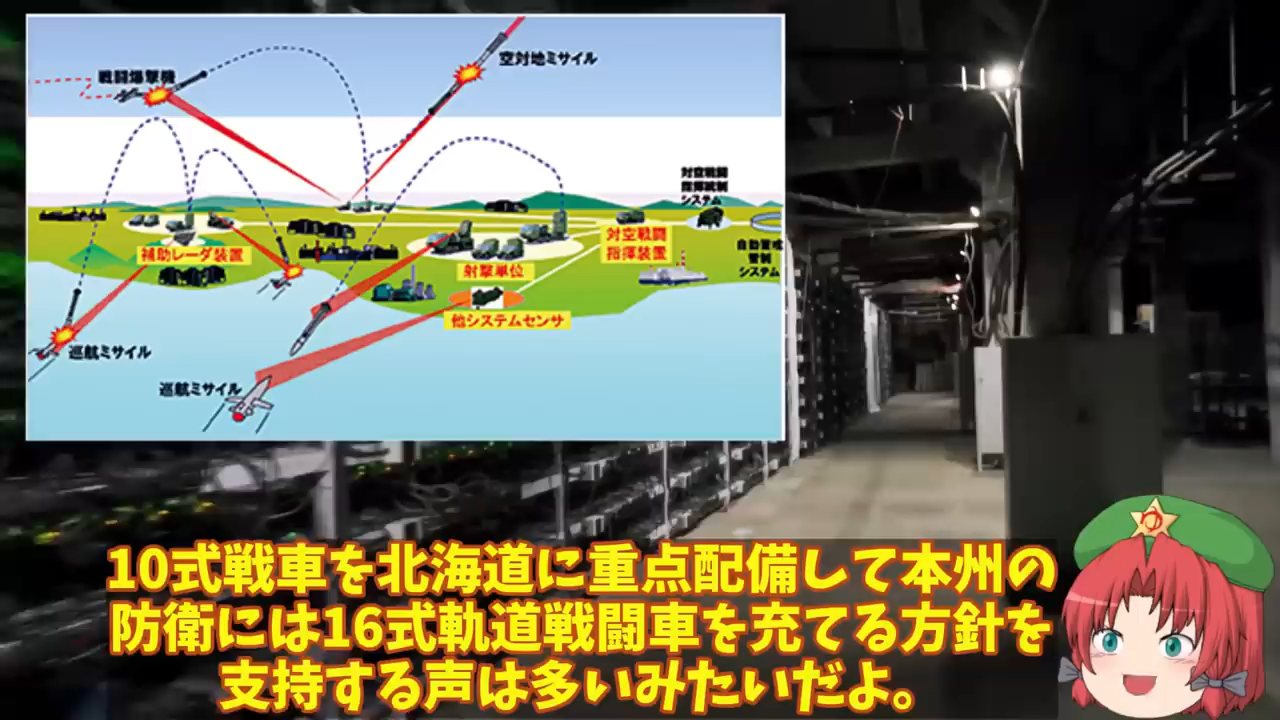 空対地ミサイル
戦闘爆撃機
対空戦闘
指揮統制
システム
対空戦闘
指揮装置
自動警戒
管制
システム
補助レーダ装置
射撃単位
他システムセンサ
巡航ミサイル
巡航ミサイル
10式戦車を北海道に重点配備して本州の
防衛には16式軌道戦闘車を充てる方針を
支持する声は多いみたいだよ。